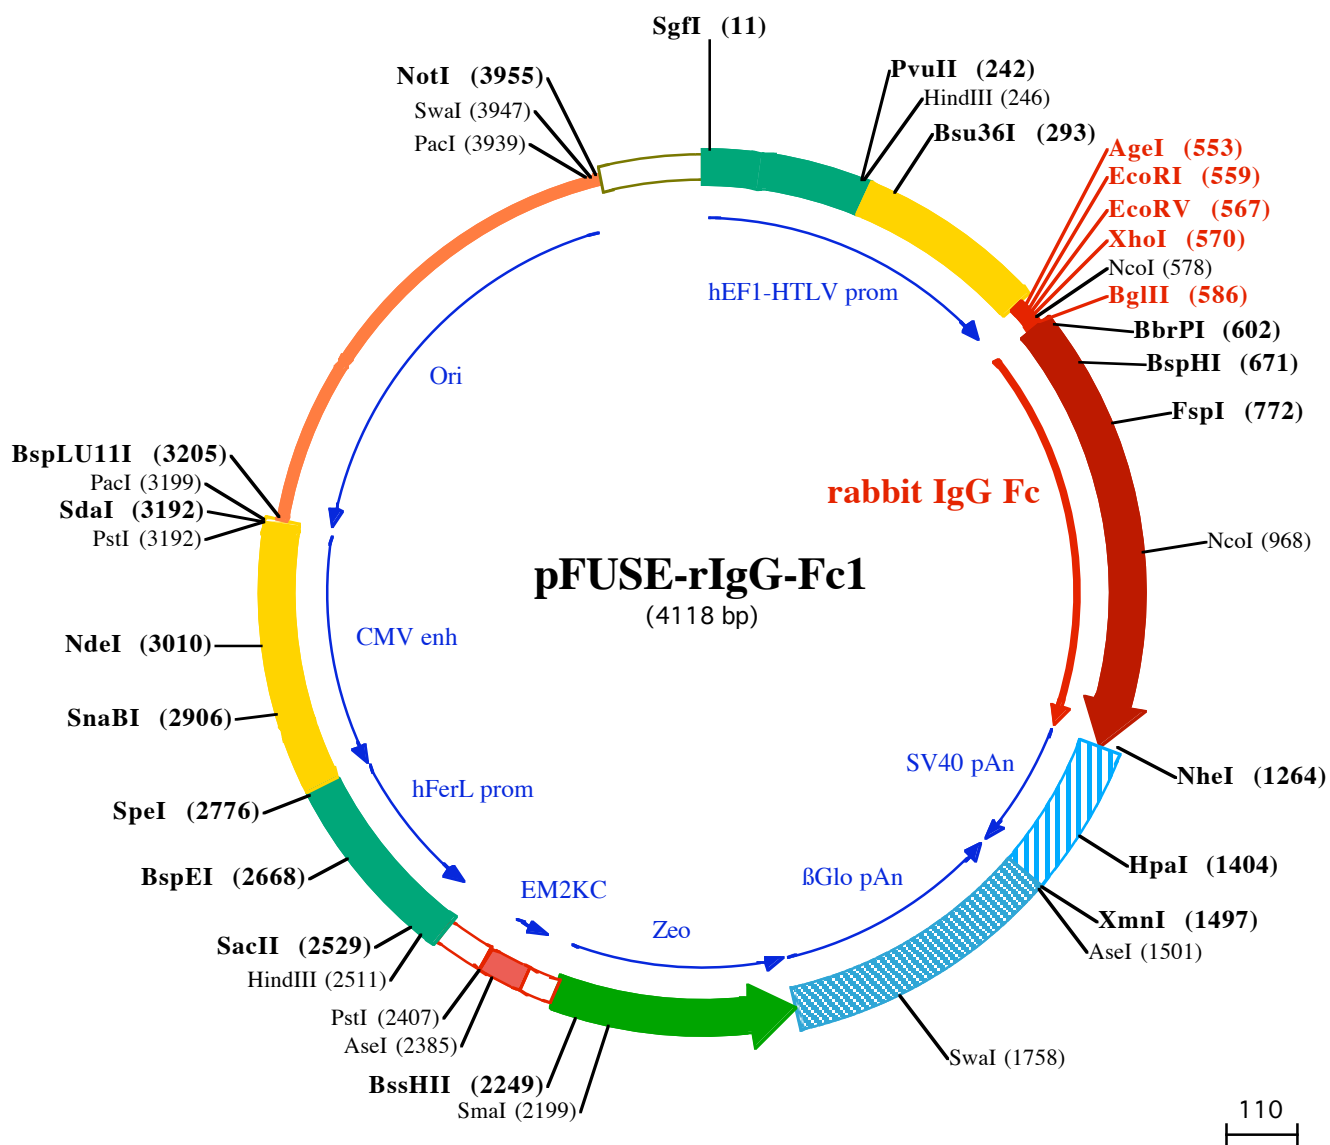 SgfI (11)
NotI (3955)
SwaI (3947)
PacI (3939)
PvuII (242)
HindIII (246)
Bsu36I (293)
AgeI (553)
EcoRI (559)
EcoRV (567)
XhoI (570)
NcoI (578)
BglII (586)
BbrPI (602)
BspHI (671)
FspI (772)
NcoI (968)
hEF1-HTLV prom
Ori
rabbit IgG Fc
BspLU11I (3205)
PacI (3199)
SdaI (3192)
PstI (3192)
pFUSE-rIgG-Fc1
(4118 bp)
CMV enh
NdeI (3010)
SnaBI (2906)
SV40 pAn
NheI (1264)
hFerL prom
SpeI (2776)
HpaI (1404)
BspEI (2668)
ßGlo pAn
EM2KC
Zeo
XmnI (1497)
AseI (1501)
SacII (2529)
HindIII (2511)
PstI (2407)
AseI (2385)
SwaI (1758)
BssHII (2249)
SmaI (2199)
110